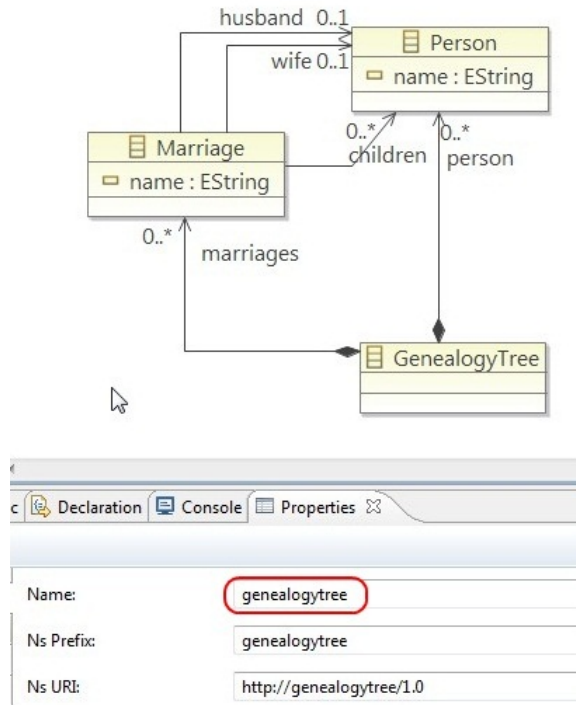 husband 0..1
wife 0..1
Person
name : EString
Marriage
name : EString
0..*
children
0..*
person
0..*
marriages
GenealogyTree
c Declaration Console Properties
Name: genealogytree
Ns Prefix: genealogytree
Ns URI: http://genealogytree/1.0